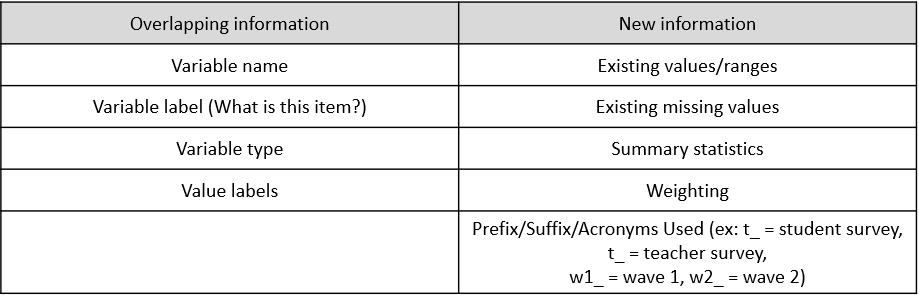 Overlapping information New information
Variable name Existing values/ranges
Variable label (What is this item?) Existing missing values
Variable type Summary statistics
Value labels Weighting
Prefix/Suffix/Acronyms Used (ex: t_ = student survey,
t_ = teacher survey,
w1_ = wave 1, w2_ = wave 2)